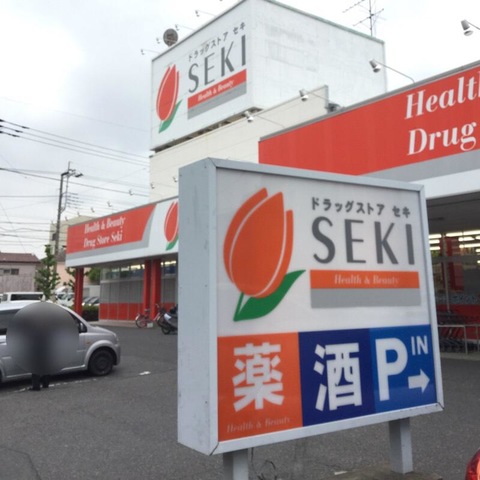 ドラッグストア セキ
SEKI
Health & Beauty
Health
Drug
Health & Beauty
Drug Store Seki
ドラッグストア セキ
SEKI
Health & Beauty
薬 酒 P IN
Health & Beauty